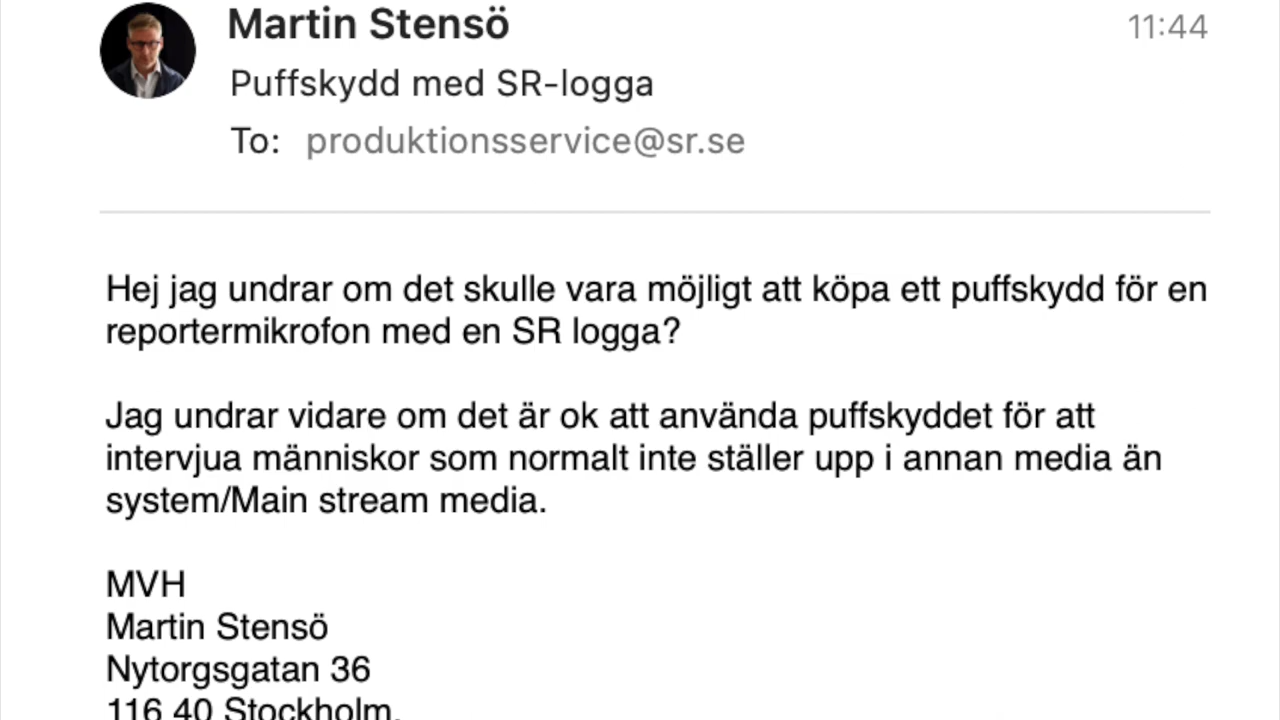 Martin Stensö
11:44
Puffskydd med SR-logga
To: produktionsservice@sr.se
Hej jag undrar om det skulle vara möjligt att köpa ett puffskydd för en
reportermikrofon med en SR logga?
Jag undrar vidare om det är ok att använda puffskyddet för att
intervjua människor som normalt inte ställer upp i annan media än
system/Main stream media.
MVH
Martin Stensö
Nytorgsgatan 36
116 40 Stockholm.